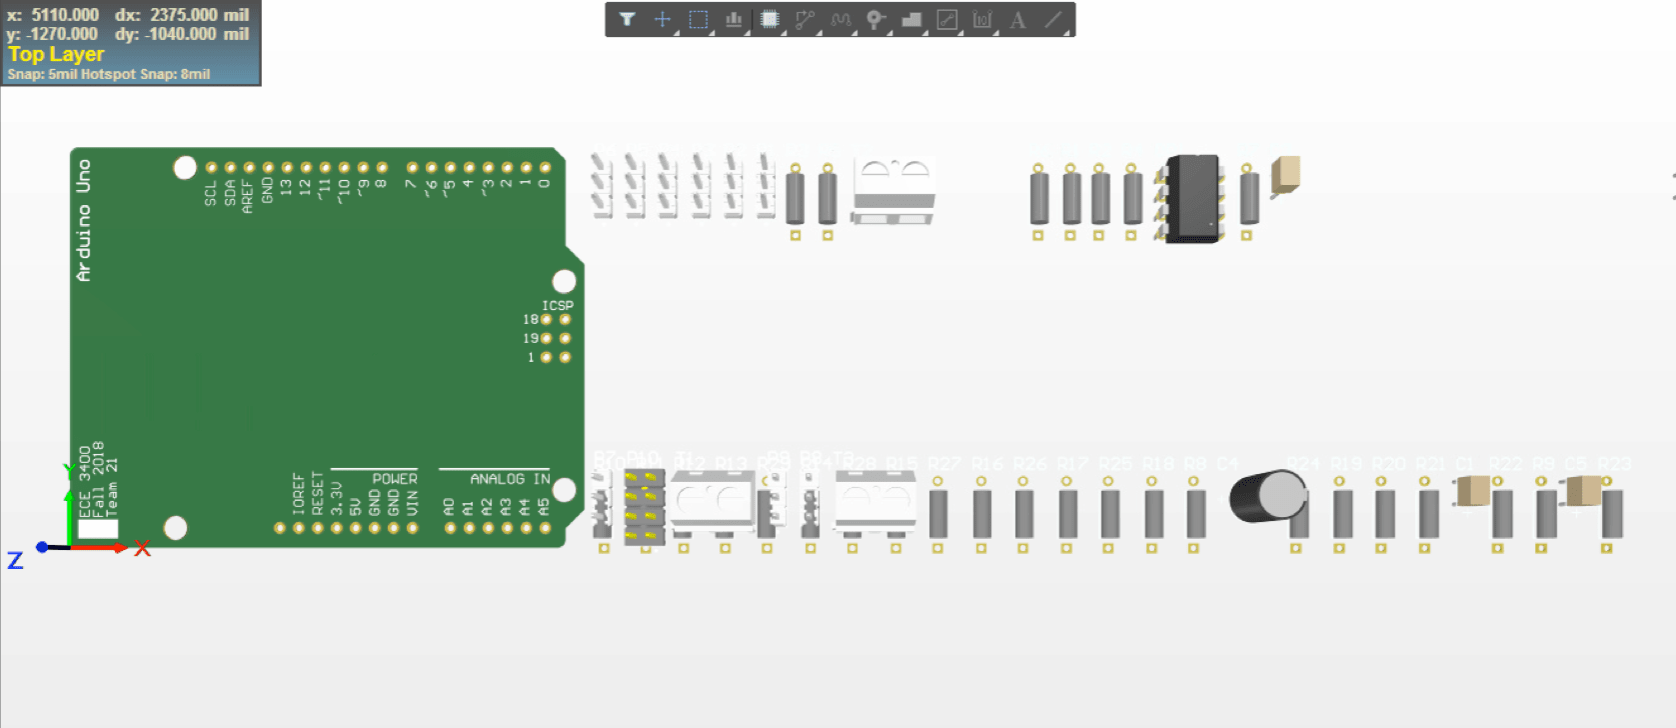 x: 5110.000 dx: 2375.000 mil
y: -1270.000 dy: -1040.000 mil
Top Layer
Snap: 5mil Hotspot Snap: 8mil
Arduino Uno
SCL
SDA
AREF
GND
13
12
~11
~10
~9
8
7
~6
~5
4
~3
2
1
0
ICSP
18
19
1
ECE 3400
Fall 2018
Team 21
IOREF
RESET
3.3V
5V
GND
GND
VIN
POWER
ANALOG IN
A0
A1
A2
A3
A4
A5
R13
R28
R15
R27
R16
R26
R17
R25
R18
R8
C4
R24
R19
R20
R21
C1
R22
R9
C5
R23
X
Y
Z